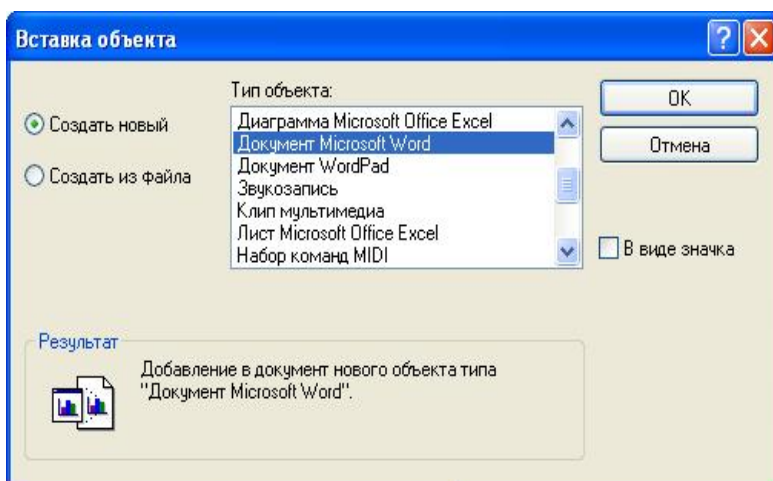 Вставка объекта
Тип объекта:
Создать новый
Создать из файла
Диаграмма Microsoft Office Excel
Документ Microsoft Word
Документ WordPad
Звукозапись
Клип мультимедиа
Лист Microsoft Office Excel
Набор команд MIDI
OK
Отмена
В виде значка
Результат
Добавление в документ нового объекта типа
"Документ Microsoft Word".